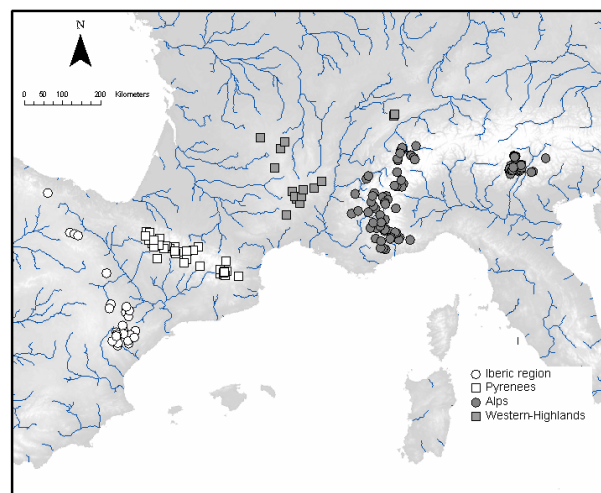 N
0 50 100 200 Kilometers
Iberic region
Pyrenees
Alps
Western-Highlands